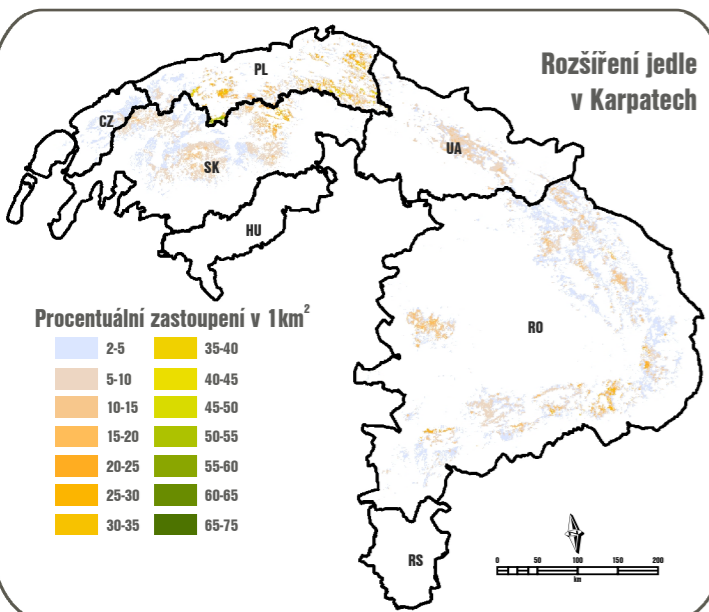 Rozšíření jedle
v Karpatech
PL
CZ
SK
UA
HU
RO
RS
Procentuální zastoupení v 1km²
2-5
5-10
10-15
15-20
20-25
25-30
30-35
35-40
40-45
45-50
50-55
55-60
60-65
65-75
0 50 100 150 200
km